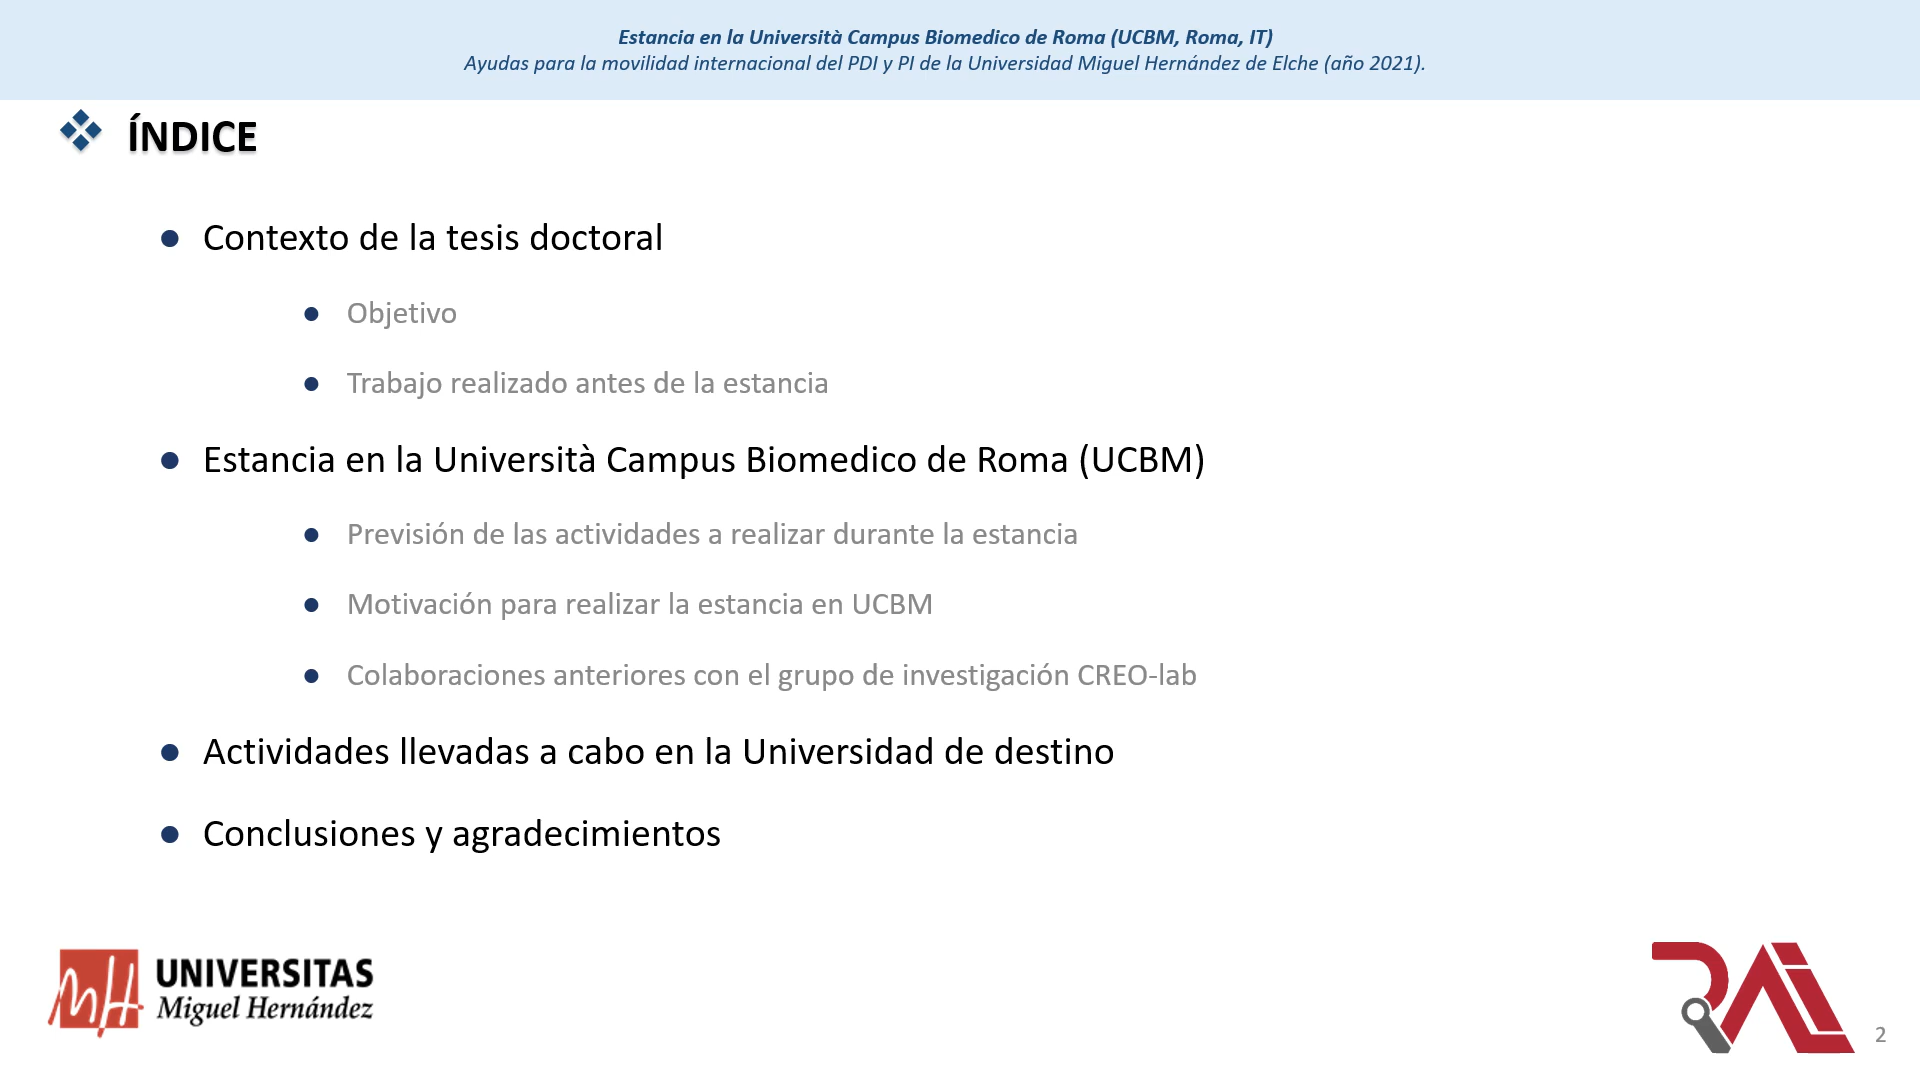 Estancia en la Università Campus Biomedico de Roma (UCBM, Roma, IT)
Ayudas para la movilidad internacional del PDI y PI de la Universidad Miguel Hernández de Elche (año 2021).
ÍNDICE
Contexto de la tesis doctoral
Objetivo
Trabajo realizado antes de la estancia
Estancia en la Università Campus Biomedico de Roma (UCBM)
Previsión de las actividades a realizar durante la estancia
Motivación para realizar la estancia en UCBM
Colaboraciones anteriores con el grupo de investigación CREO-lab
Actividades llevadas a cabo en la Universidad de destino
Conclusiones y agradecimientos
mH UNIVERSITAS
Miguel Hernández
RAIL
2